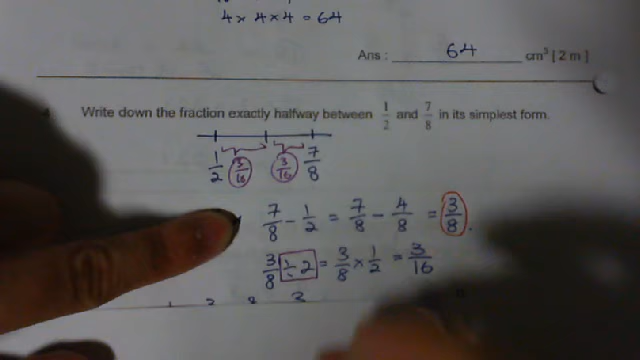 4 × 4 × 4 = 64
Ans : 64 cm³ [ 2 m ]
Write down the fraction exactly halfway between 1/2 and 7/8 in its simplest form.
1/2 3/16 3/16 7/8
7/8 - 1/2 = 7/8 - 4/8 = 3/8
3/8 ÷ 2 = 3/8 × 1/2 = 3/16